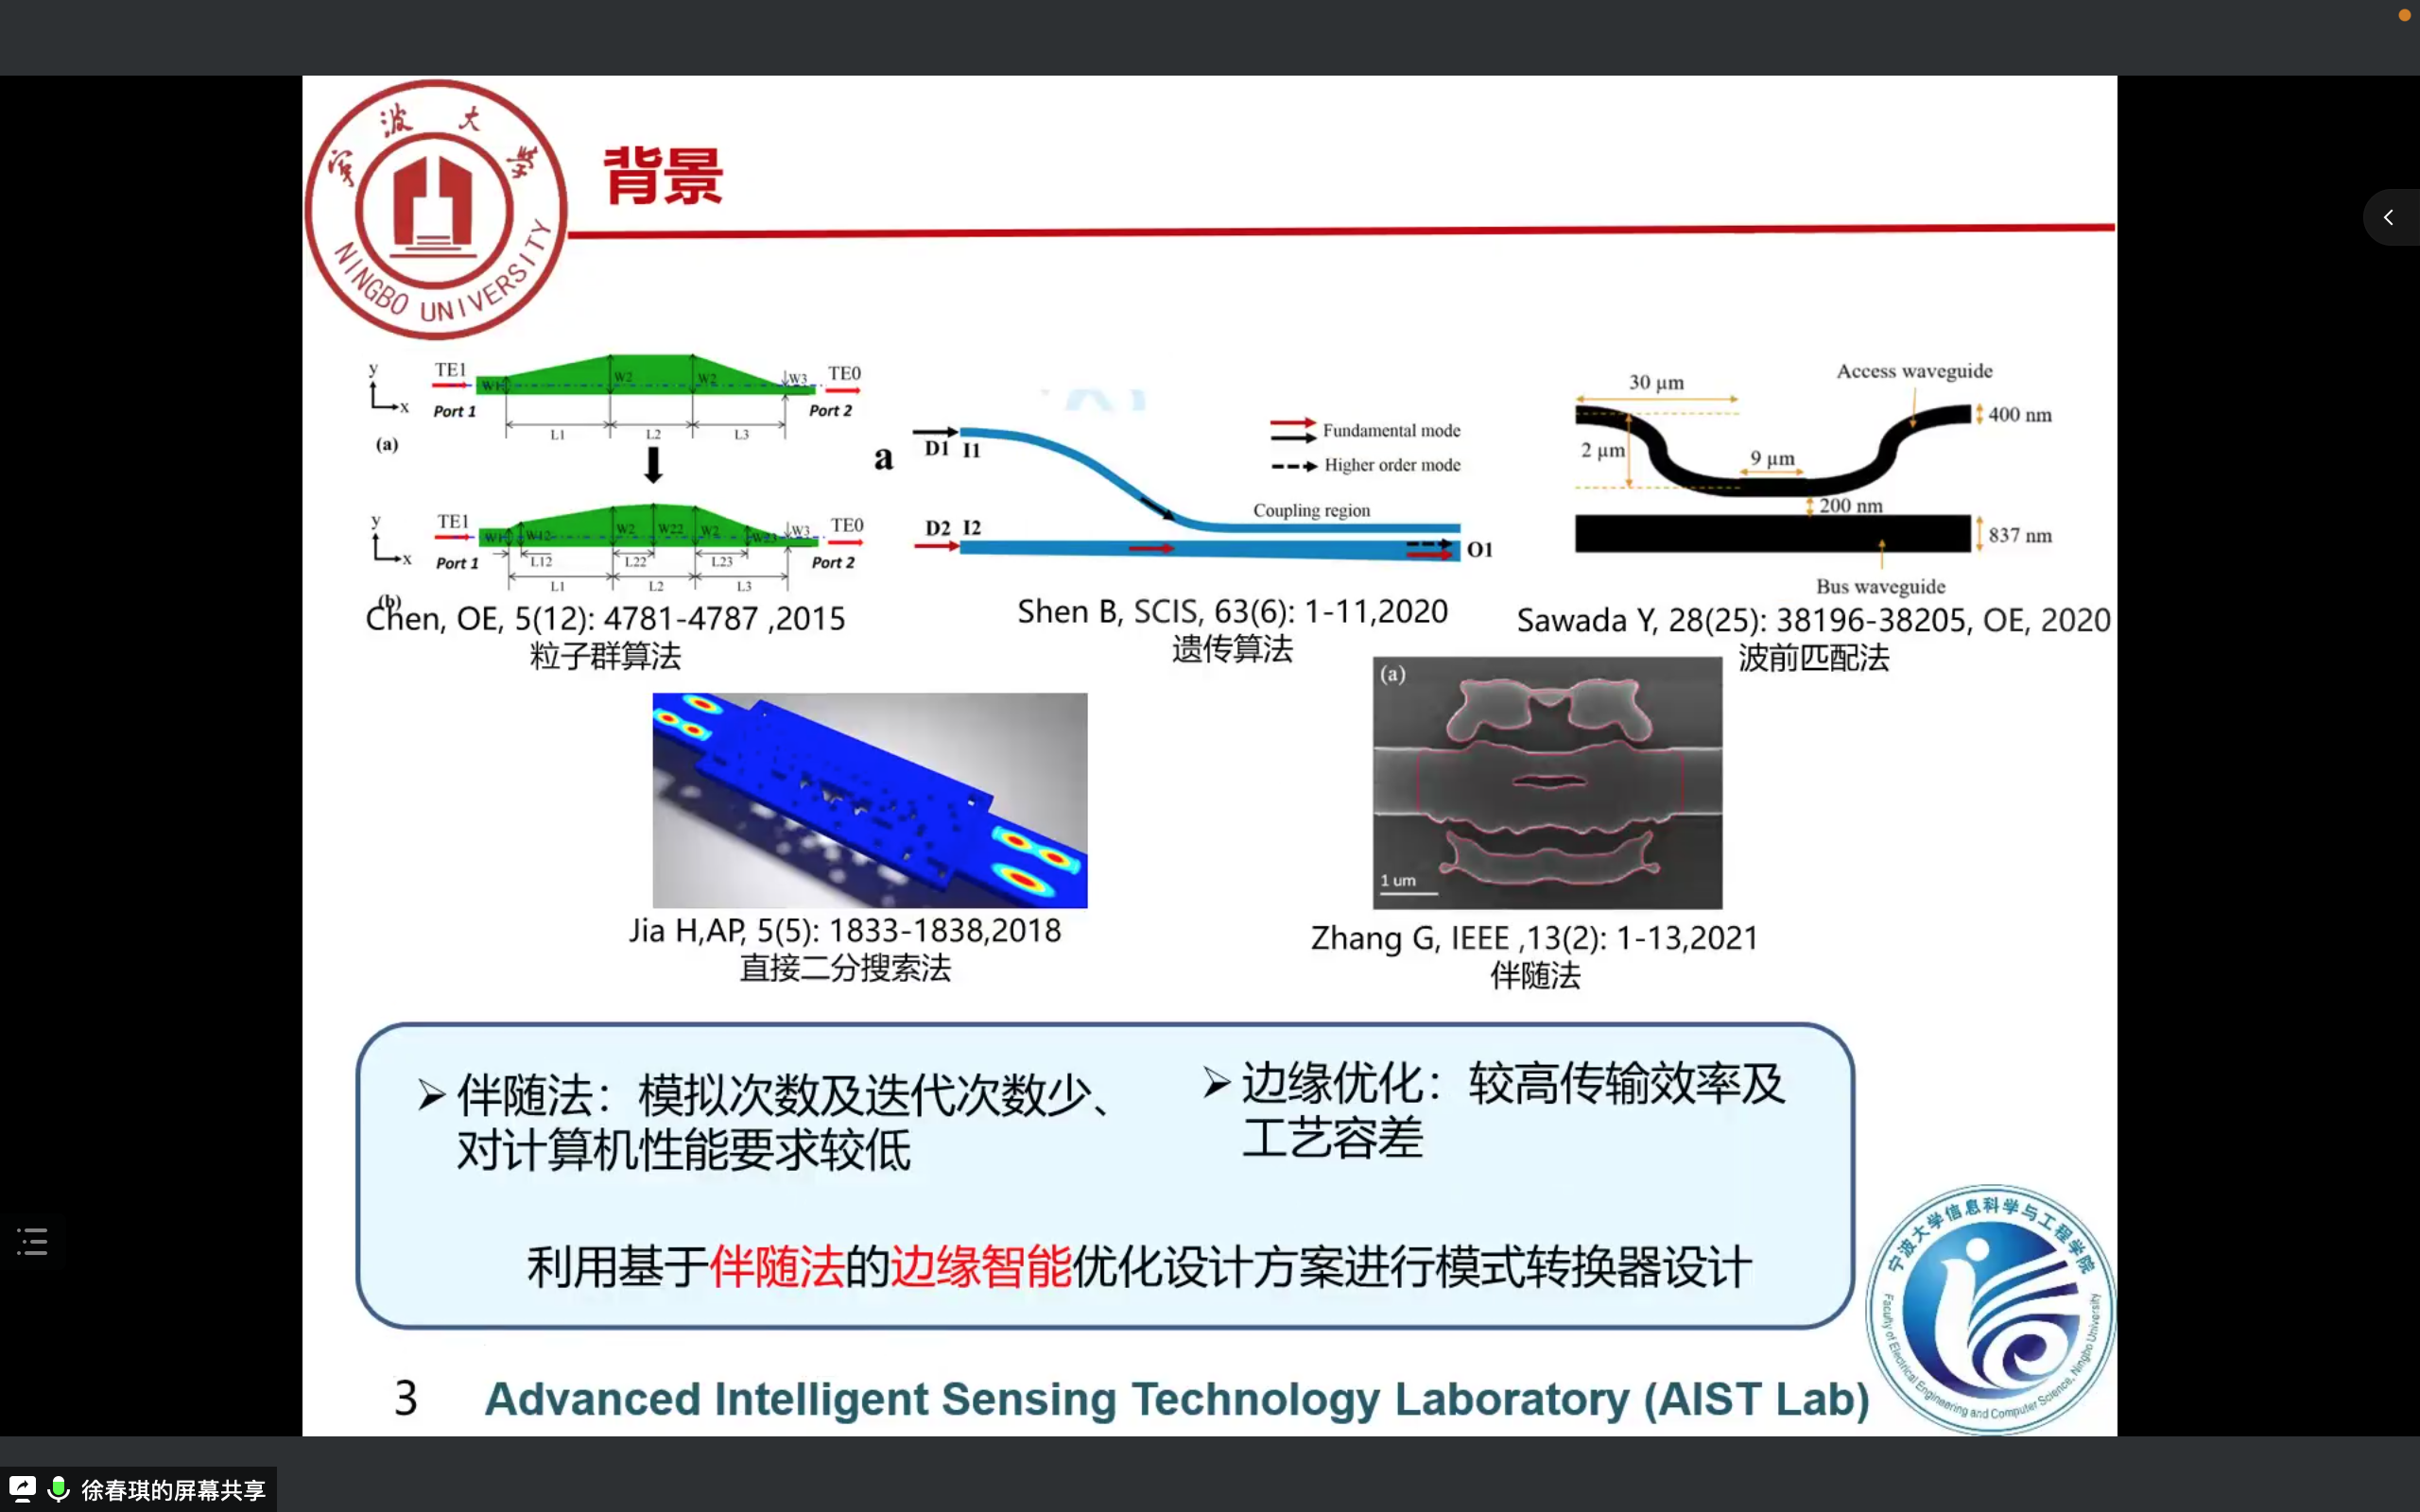 宁波大学
NINGBO UNIVERSITY
背景
y
x
TE1
Port 1
W1
W2
W2
W3
TE0
Port 2
L1
L2
L3
(a)
y
x
TE1
Port 1
W12
W2
W22
W2
W3
TE0
Port 2
L12
L22
L23
L1
L2
L3
(b)
Chen, OE, 5(12): 4781-4787 ,2015
粒子群算法
a
D1 I1
D2 I2
Fundamental mode
Higher order mode
Coupling region
O1
Shen B, SCIS, 63(6): 1-11,2020
遗传算法
30 μm
Access waveguide
400 nm
2 μm
9 μm
200 nm
837 nm
Bus waveguide
Sawada Y, 28(25): 38196-38205, OE, 2020
波前匹配法
Jia H,AP, 5(5): 1833-1838,2018
直接二分搜索法
(a)
1 um
Zhang G, IEEE ,13(2): 1-13,2021
伴随法
➢ 伴随法：模拟次数及迭代次数少、
对计算机性能要求较低
➢ 边缘优化：较高传输效率及
工艺容差
利用基于伴随法的边缘智能优化设计方案进行模式转换器设计
3
Advanced Intelligent Sensing Technology Laboratory (AIST Lab)
宁波大学信息科学与工程学院
Faculty of Electrical Engineering and Computer Science, Ningbo University
徐春琪的屏幕共享